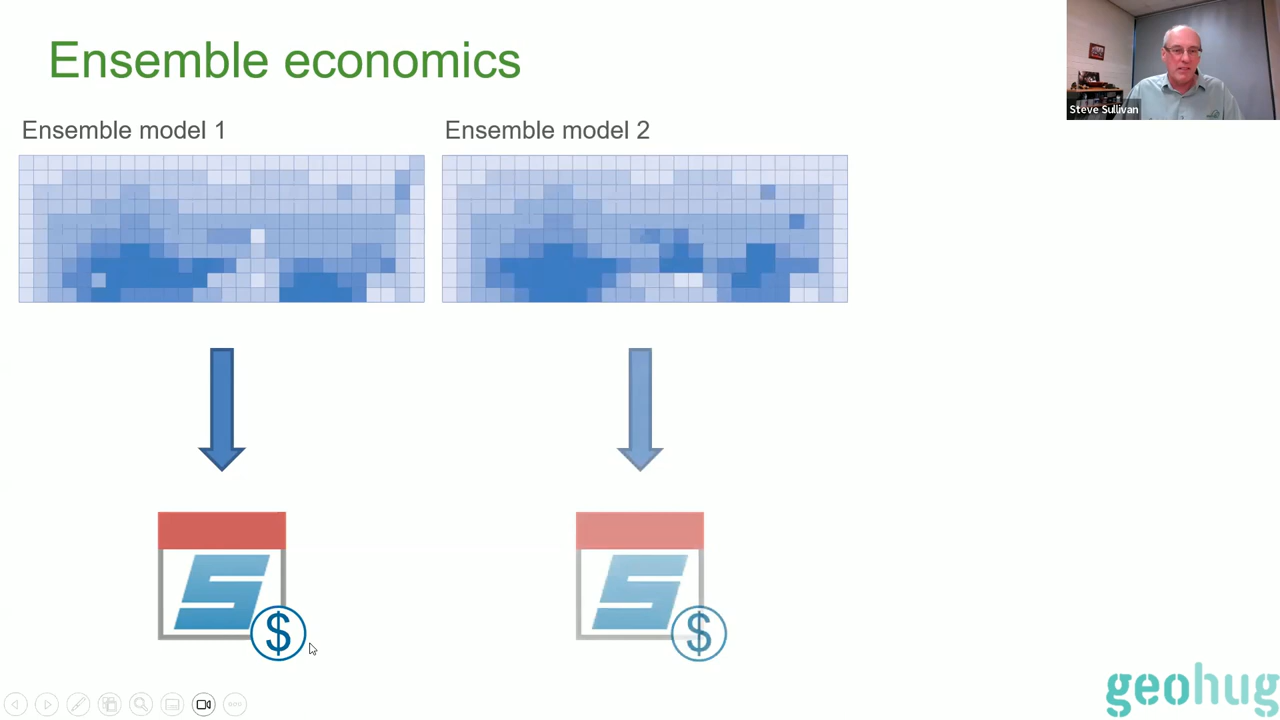 Ensemble economics
Steve Sullivan
Ensemble model 1
Ensemble model 2
S
$
S
$
geohug